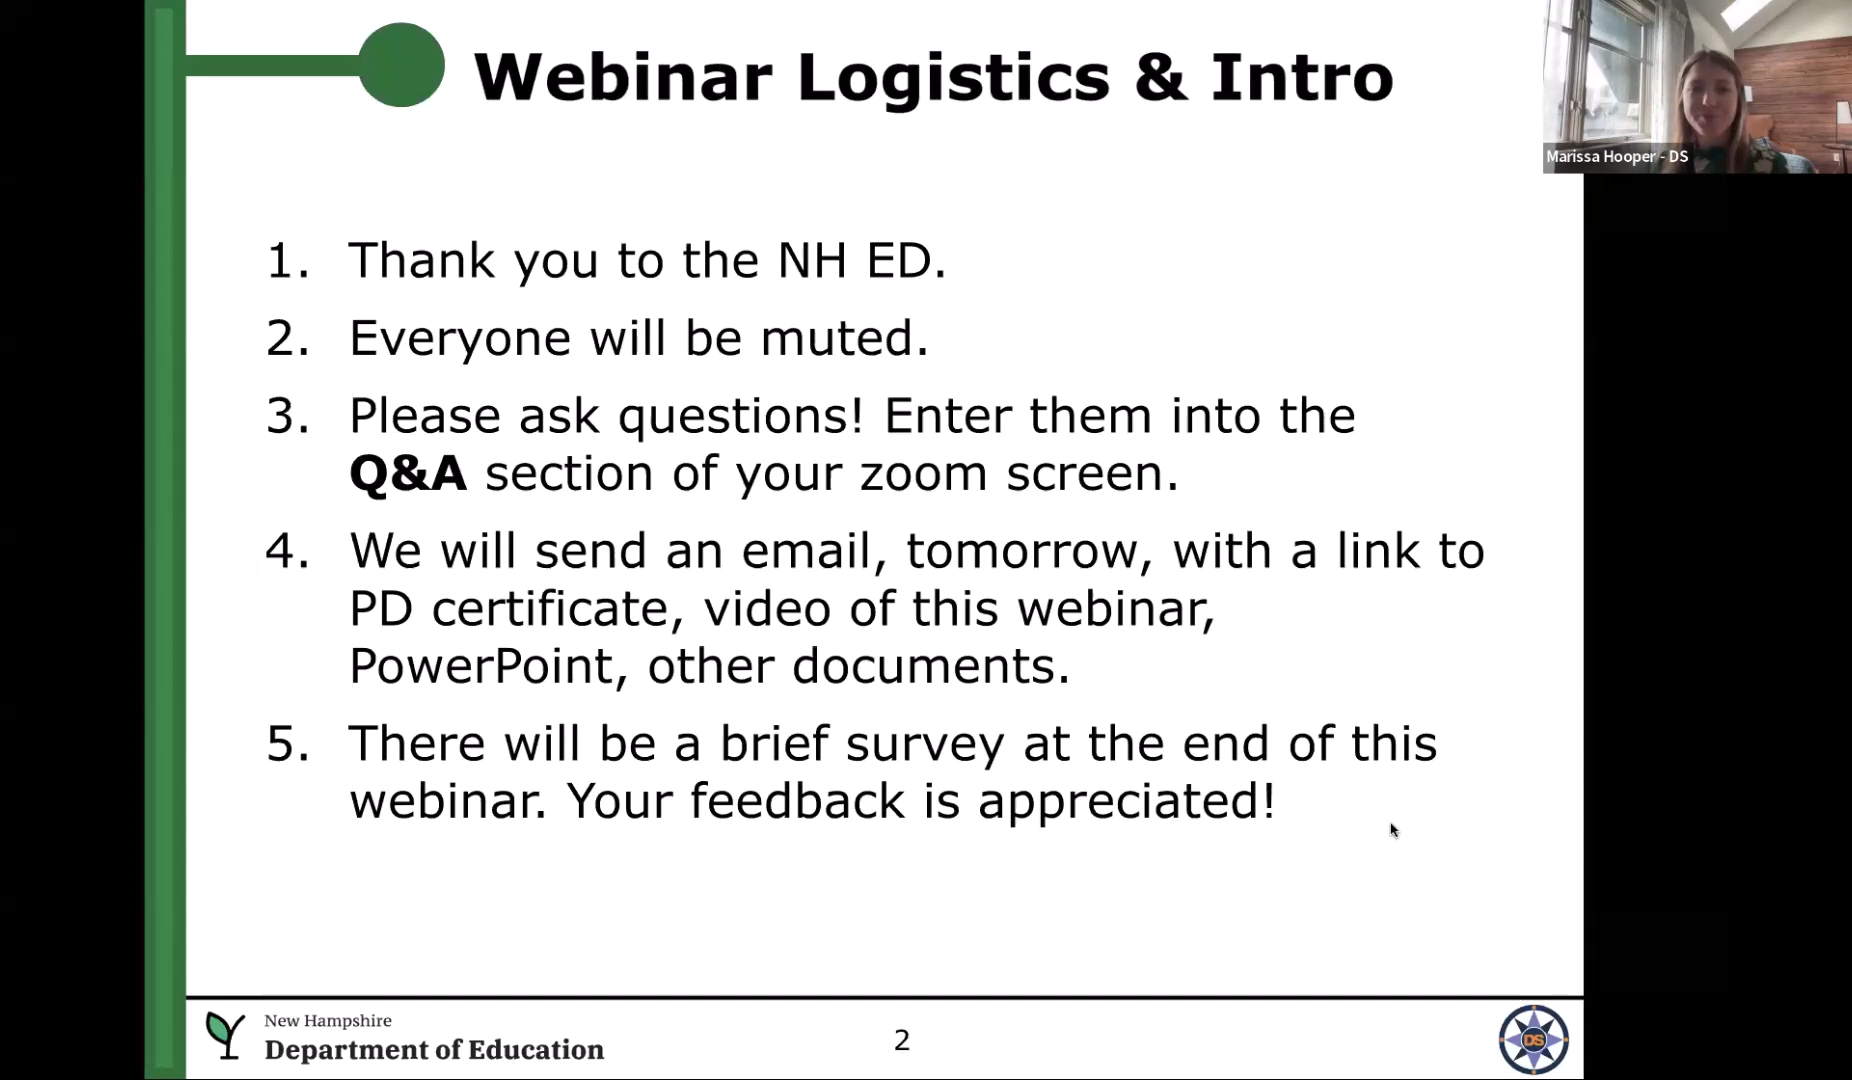 Webinar Logistics & Intro
Marissa Hooper - DS
1. Thank you to the NH ED.
2. Everyone will be muted.
3. Please ask questions! Enter them into the
Q&A section of your zoom screen.
4. We will send an email, tomorrow, with a link to
PD certificate, video of this webinar,
PowerPoint, other documents.
5. There will be a brief survey at the end of this
webinar. Your feedback is appreciated!
New Hampshire
Department of Education
2
DS